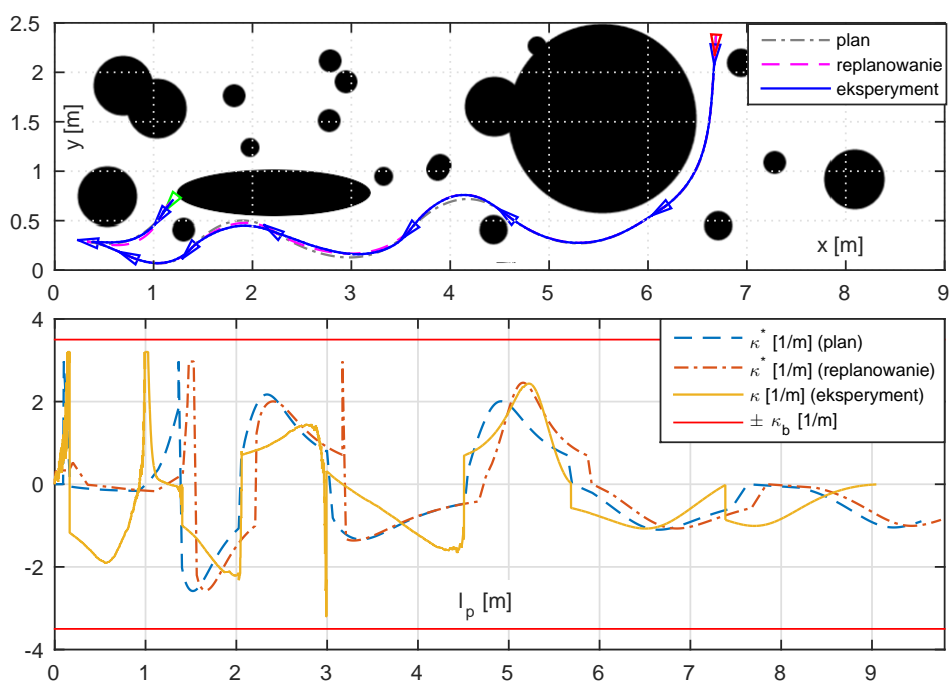 2.5
2
1.5
1
0.5
0
y [m]
plan
replanowanie
eksperyment
x [m]
0 1 2 3 4 5 6 7 8 9
4
2
0
-2
-4
κ* [1/m] (plan)
κ* [1/m] (replanowanie)
κ [1/m] (eksperyment)
± κ_b [1/m]
l_p [m]
0 1 2 3 4 5 6 7 8 9